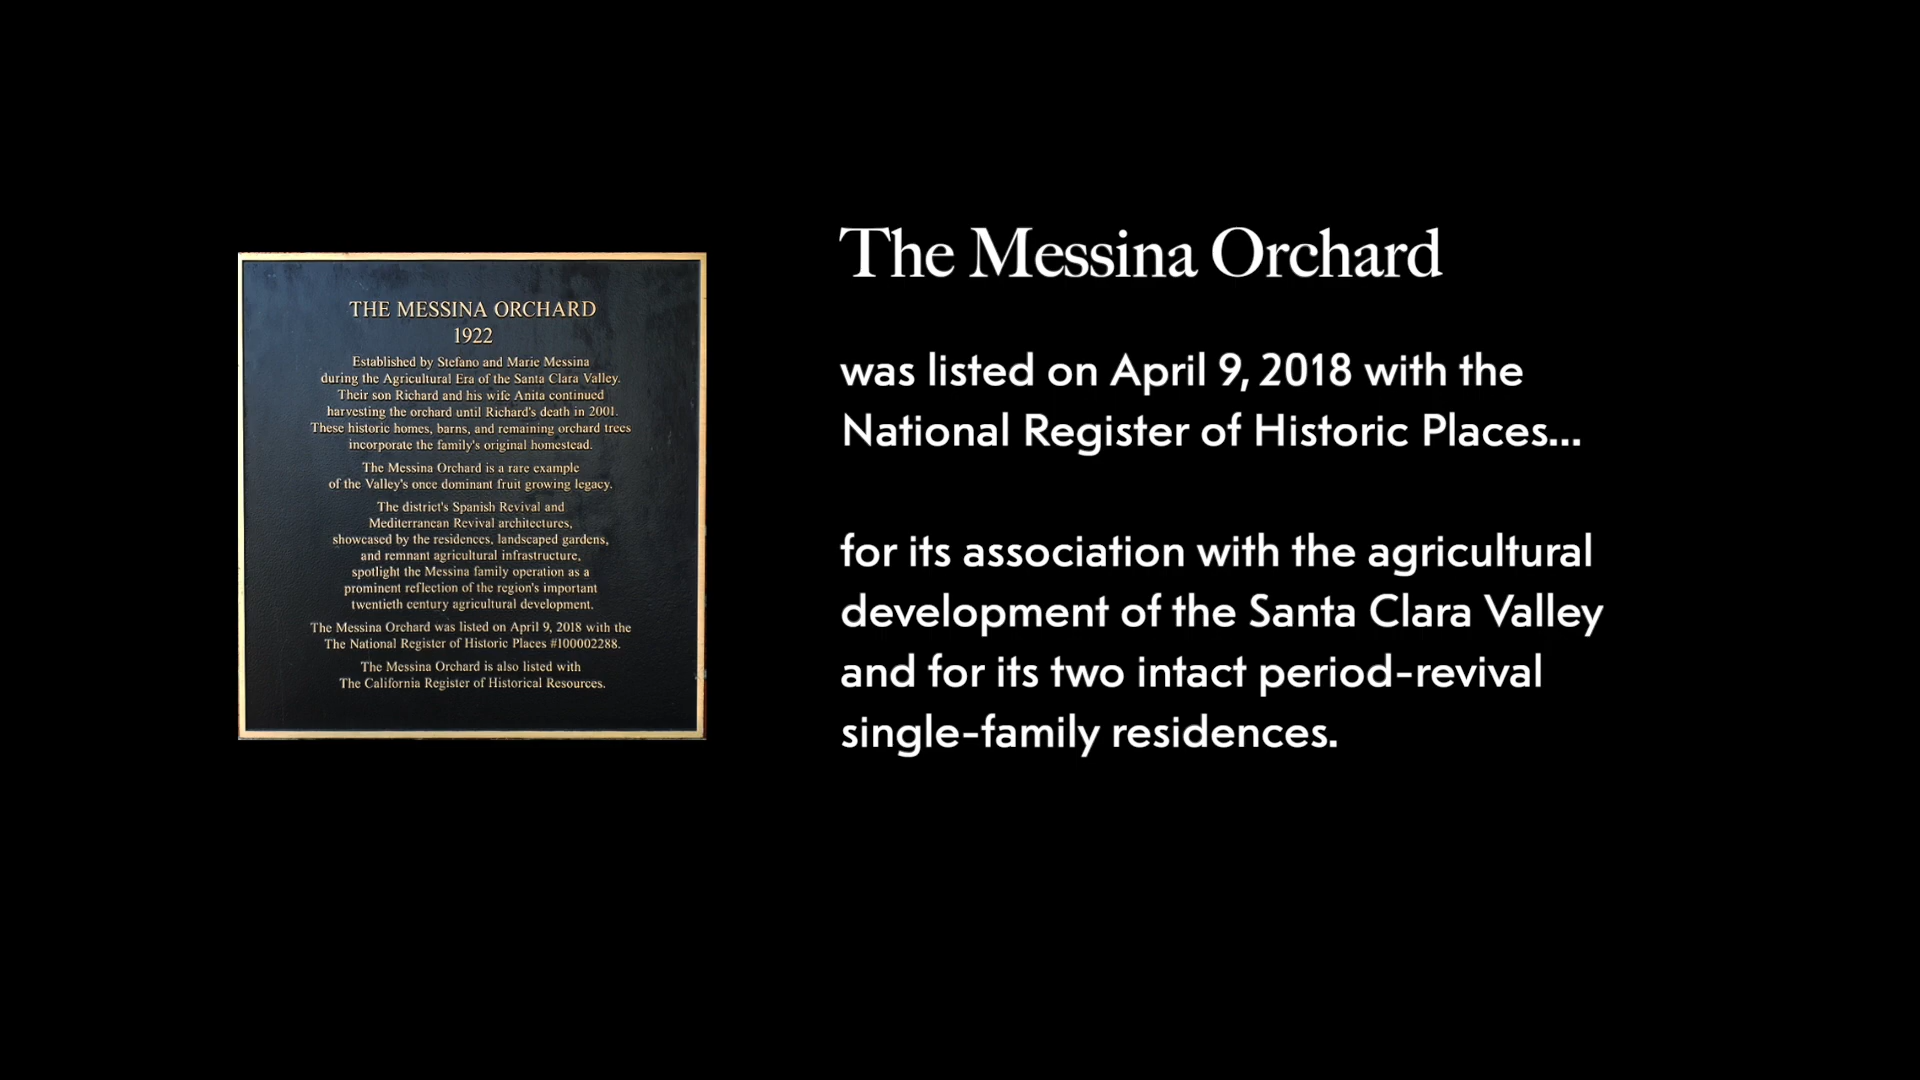 THE MESSINA ORCHARD
1922
Established by Stefano and Marie Messina
during the Agricultural Era of the Santa Clara Valley.
Their son Richard and his wife Anita continued
harvesting the orchard until Richard's death in 2001.
These historic homes, barns, and remaining orchard trees
incorporate the family's original homestead.
The Messina Orchard is a rare example
of the Valley's once dominant fruit growing legacy.
The district's Spanish Revival and
Mediterranean Revival architectures,
showcased by the residences, landscaped gardens,
and remnant agricultural infrastructure,
spotlight the Messina family operation as a
prominent reflection of the region's important
twentieth century agricultural development.
The Messina Orchard was listed on April 9, 2018 with the
The National Register of Historic Places #100002288.
The Messina Orchard is also listed with
The California Register of Historical Resources.
The Messina Orchard
was listed on April 9, 2018 with the
National Register of Historic Places...
for its association with the agricultural
development of the Santa Clara Valley
and for its two intact period-revival
single-family residences.